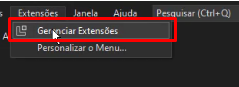 s Extensões Janela Ajuda Pesquisar (Ctrl+Q)
A Gerenciar Extensões
Personalizar o Menu...